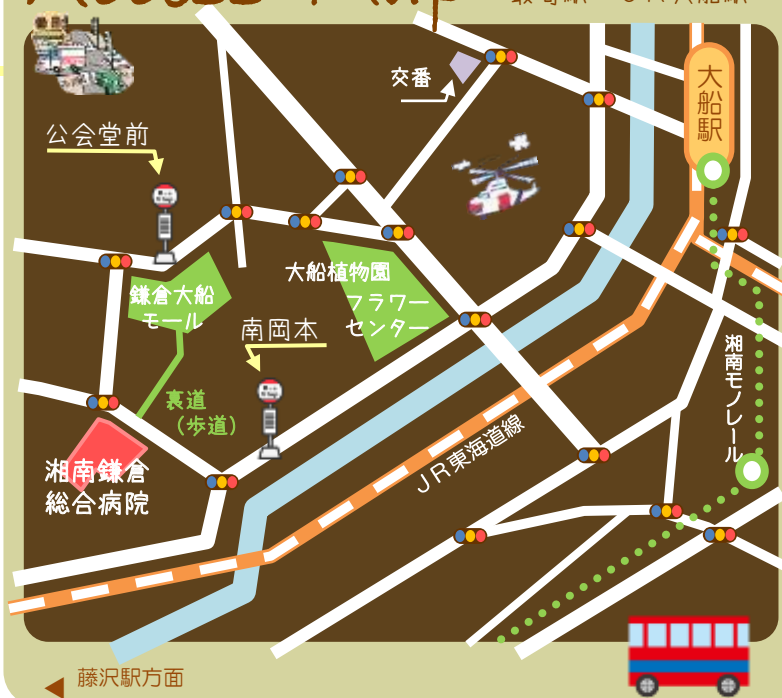 交番
大船駅
公会堂前
大船植物園
フラワー
センター
鎌倉大船
モール
南岡本
裏道
(歩道)
湘南モノレール
JR東海道線
湘南鎌倉
総合病院
藤沢駅方面